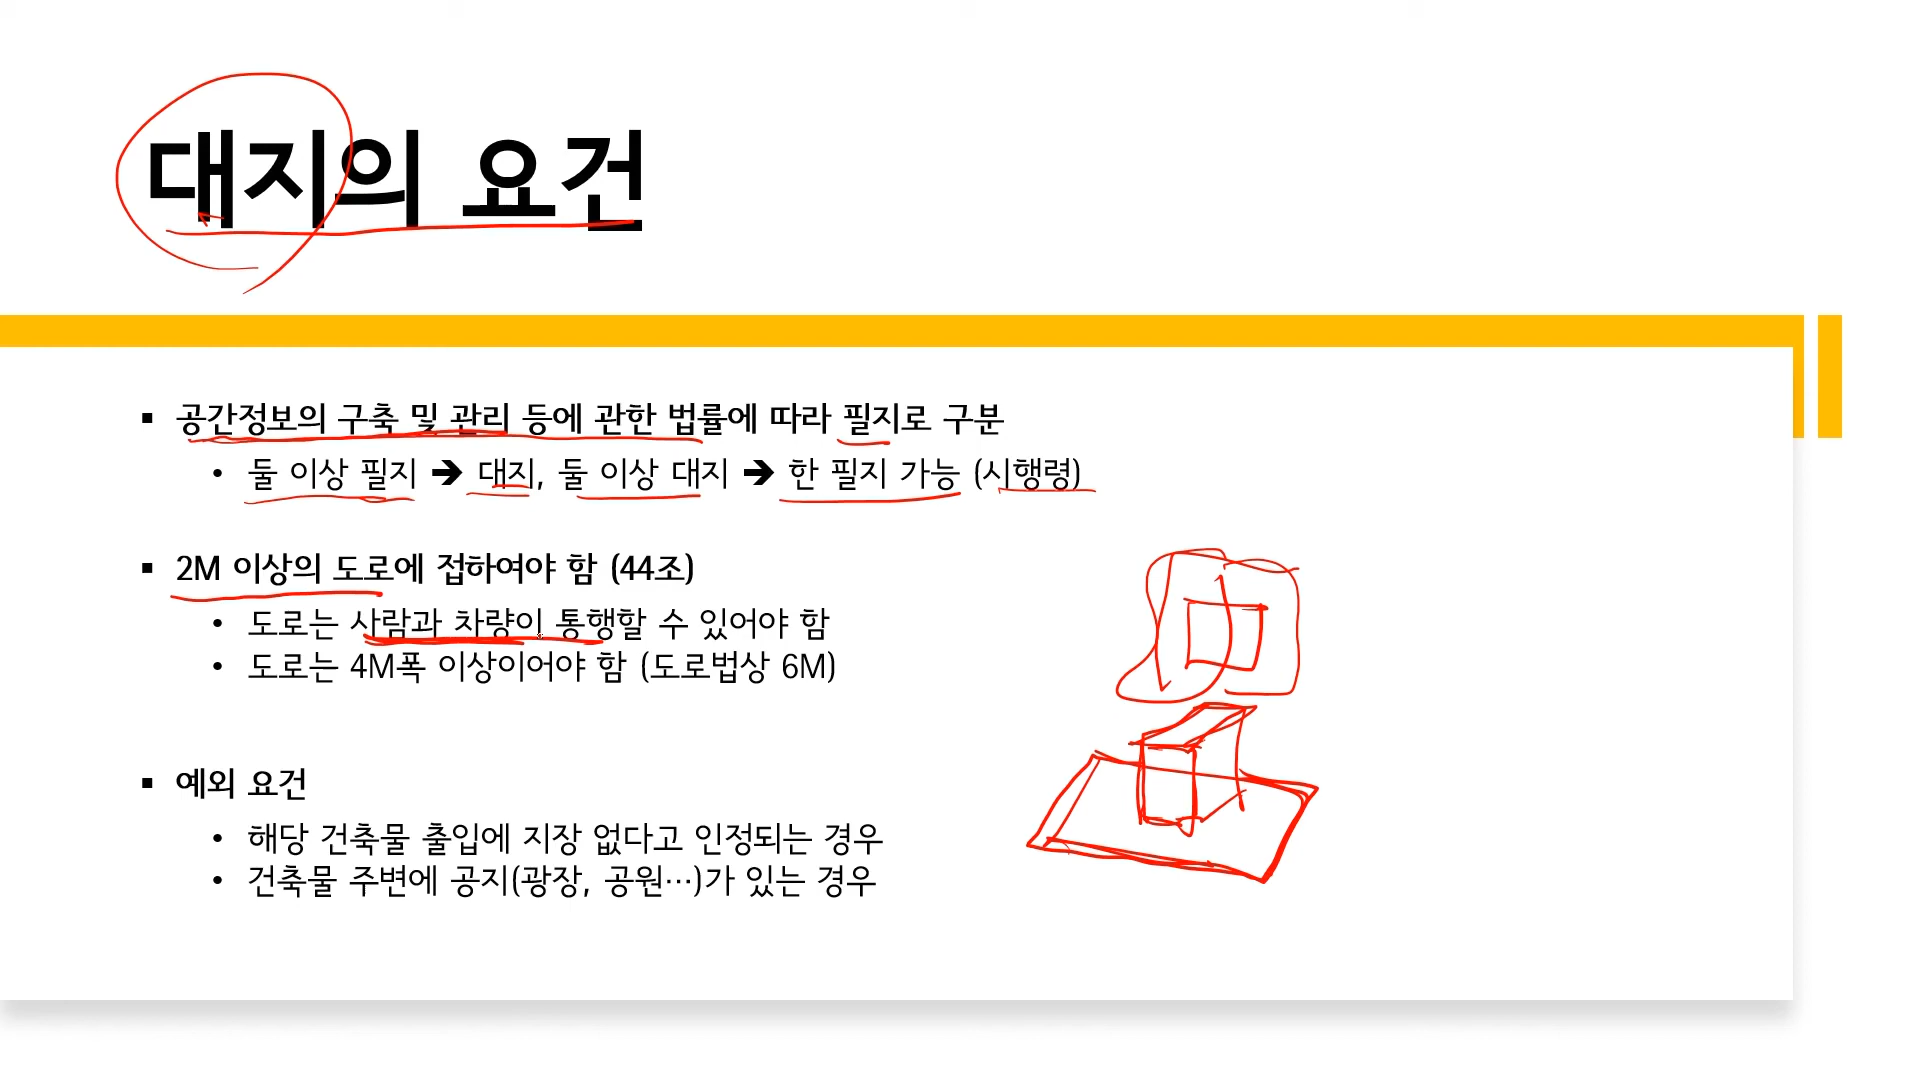 대지의 요건
▪ 공간정보의 구축 및 관리 등에 관한 법률에 따라 필지로 구분
• 둘 이상 필지 ➔ 대지, 둘 이상 대지 ➔ 한 필지 가능 (시행령)
▪ 2M 이상의 도로에 접하여야 함 (44조)
• 도로는 사람과 차량이 통행할 수 있어야 함
• 도로는 4M폭 이상이어야 함 (도로법상 6M)
▪ 예외 요건
• 해당 건축물 출입에 지장 없다고 인정되는 경우
• 건축물 주변에 공지(광장, 공원…)가 있는 경우